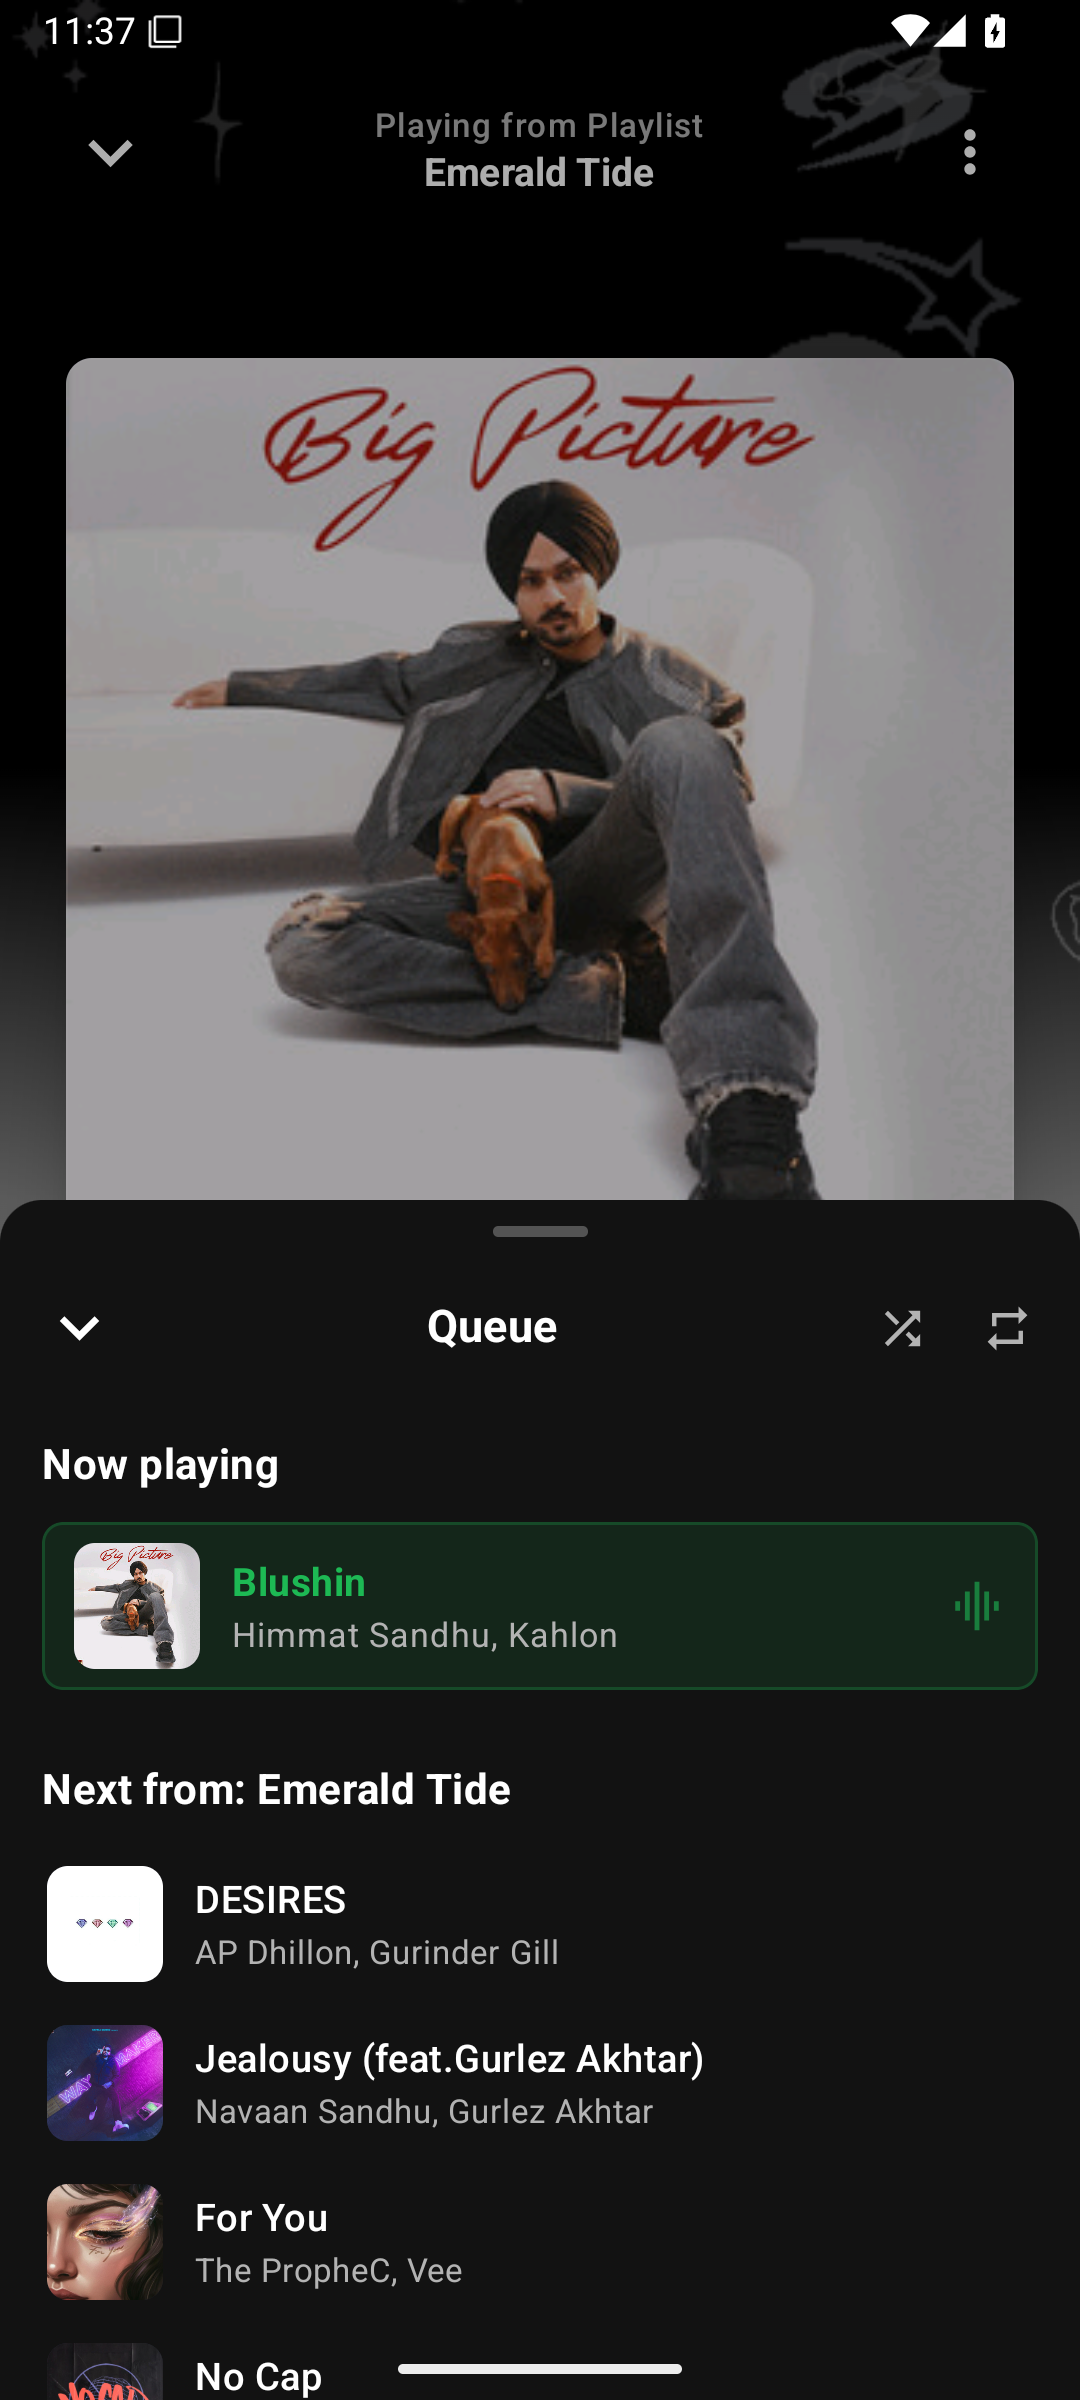 11:37
Playing from Playlist
Emerald Tide
Big Picture
Queue
Now playing
Big Picture
Blushin
Himmat Sandhu, Kahlon
Next from: Emerald Tide
DESIRES
AP Dhillon, Gurinder Gill
Jealousy (feat.Gurlez Akhtar)
Navaan Sandhu, Gurlez Akhtar
For You
The PropheC, Vee
No Cap